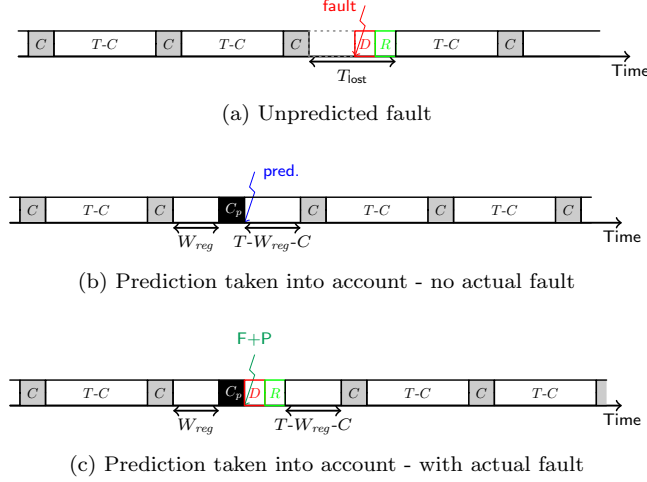 fault
C T-C C T-C C D R T-C C
T_lost
Time
(a) Unpredicted fault
pred.
C T-C C C_p C T-C C T-C C
W_reg T-W_reg-C
Time
(b) Prediction taken into account - no actual fault
F+P
C T-C C C_p D R C T-C C T-C
W_reg T-W_reg-C
Time
(c) Prediction taken into account - with actual fault